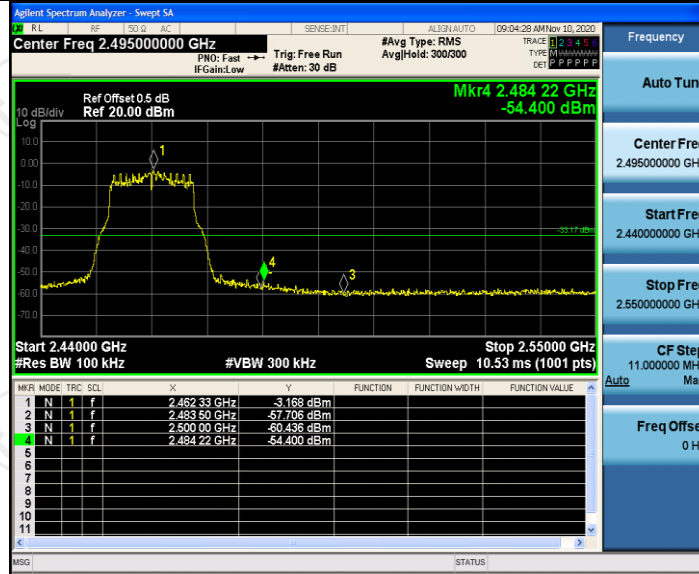 Agilent Spectrum Analyzer - Swept SA
RL RF 50 Ω AC SENSE:INT ALIGN AUTO 09:04:28 AM Nov 10, 2020
Center Freq 2.495000000 GHz
PNO: Fast
IFGain:Low
Trig: Free Run
#Atten: 30 dB
#Avg Type: RMS
Avg|Hold: 300/300
TRACE 1 2 3 4 5 6
TYPE M
DET P P P P P P
Mkr4 2.484 22 GHz
-54.400 dBm
Ref Offset 0.5 dB
10 dB/div Ref 20.00 dBm
Log
10.0
0.00
-10.0
-20.0
-30.0
-40.0
-50.0
-60.0
-70.0
1
4
3
-33.17 dBm
Start 2.44000 GHz Stop 2.55000 GHz
#Res BW 100 kHz #VBW 300 kHz Sweep 10.53 ms (1001 pts)
MKR MODE TRC SCL X Y FUNCTION FUNCTION WIDTH FUNCTION VALUE
1 N 1 f 2.462 33 GHz -3.168 dBm
2 N 1 f 2.483 50 GHz -57.706 dBm
3 N 1 f 2.500 00 GHz -60.436 dBm
4 N 1 f 2.484 22 GHz -54.400 dBm
5
6
7
8
9
10
11
MSG STATUS
Frequency
Auto Tun
Center Fre
2.495000000 GH
Start Fre
2.440000000 GH
Stop Fre
2.550000000 GH
CF Ste
11.000000 MH
Auto Ma
Freq Offse
0 H